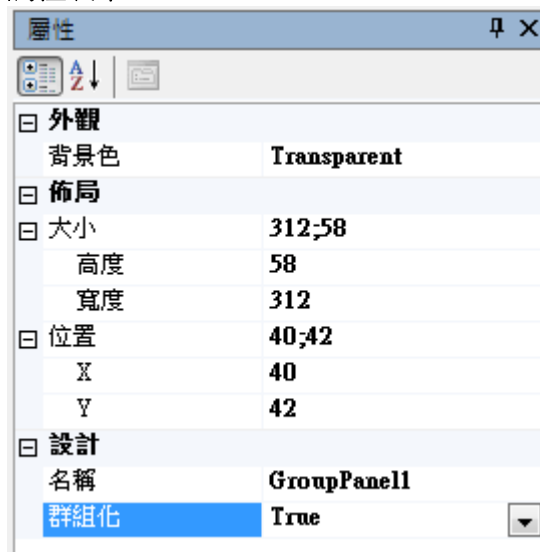 屬性
外觀
背景色 Transparent
佈局
大小 312;58
高度 58
寬度 312
位置 40;42
X 40
Y 42
設計
名稱 GroupPanel1
群組化 True